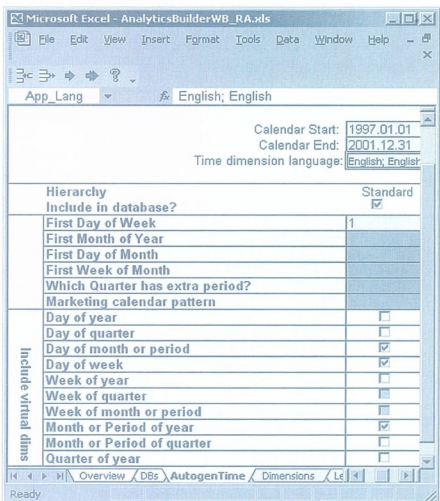 Microsoft Excel - AnalyticsBuilderWB_RA.xls
File Edit View Insert Format Tools Data Window Help
App_Lang fx English; English
Calendar Start: 1997.01.01
Calendar End: 2001.12.31
Time dimension language: English; English
Hierarchy Standard
Include in database?
First Day of Week 1
First Month of Year
First Day of Month
First Week of Month
Which Quarter has extra period?
Marketing calendar pattern
Include virtual dims
Day of year
Day of quarter
Day of month or period
Day of week
Week of year
Week of quarter
Week of month or period
Month or Period of year
Month or Period of quarter
Quarter of year
Overview DBs AutogenTime Dimensions Le
Ready